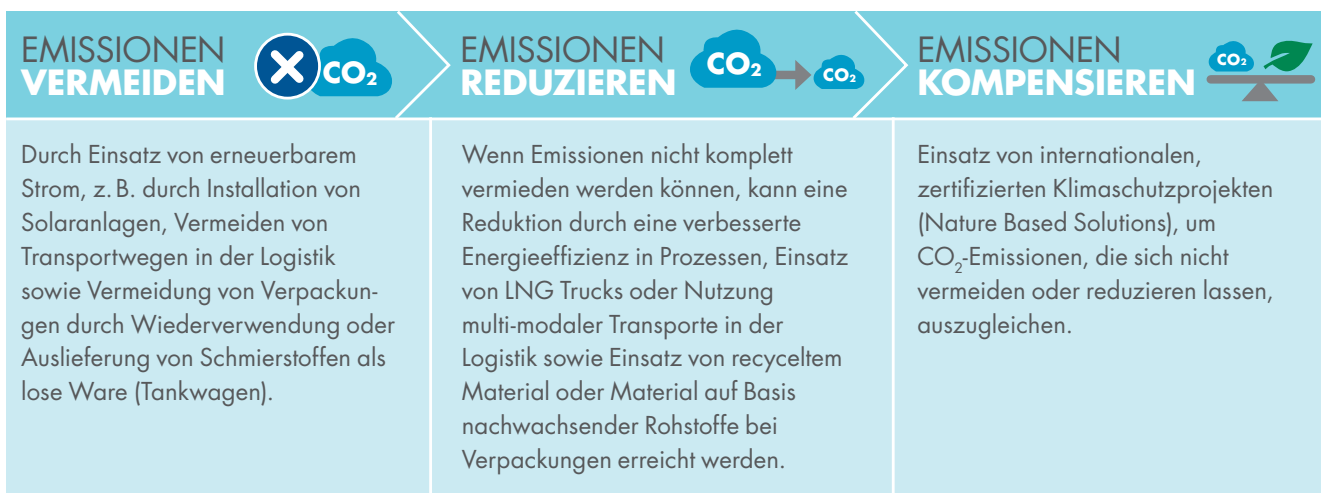 EMISSIONEN
VERMEIDEN
CO₂
Durch Einsatz von erneuerbarem
Strom, z. B. durch Installation von
Solaranlagen, Vermeiden von
Transportwegen in der Logistik
sowie Vermeidung von Verpackun-
gen durch Wiederverwendung oder
Auslieferung von Schmierstoffen als
lose Ware (Tankwagen).
EMISSIONEN
REDUZIEREN
CO₂
CO₂
Wenn Emissionen nicht komplett
vermieden werden können, kann eine
Reduktion durch eine verbesserte
Energieeffizienz in Prozessen, Einsatz
von LNG Trucks oder Nutzung
multi-modaler Transporte in der
Logistik sowie Einsatz von recyceltem
Material oder Material auf Basis
nachwachsender Rohstoffe bei
Verpackungen erreicht werden.
EMISSIONEN
KOMPENSIEREN
CO₂
Einsatz von internationalen,
zertifizierten Klimaschutzprojekten
(Nature Based Solutions), um
CO₂-Emissionen, die sich nicht
vermeiden oder reduzieren lassen,
auszugleichen.